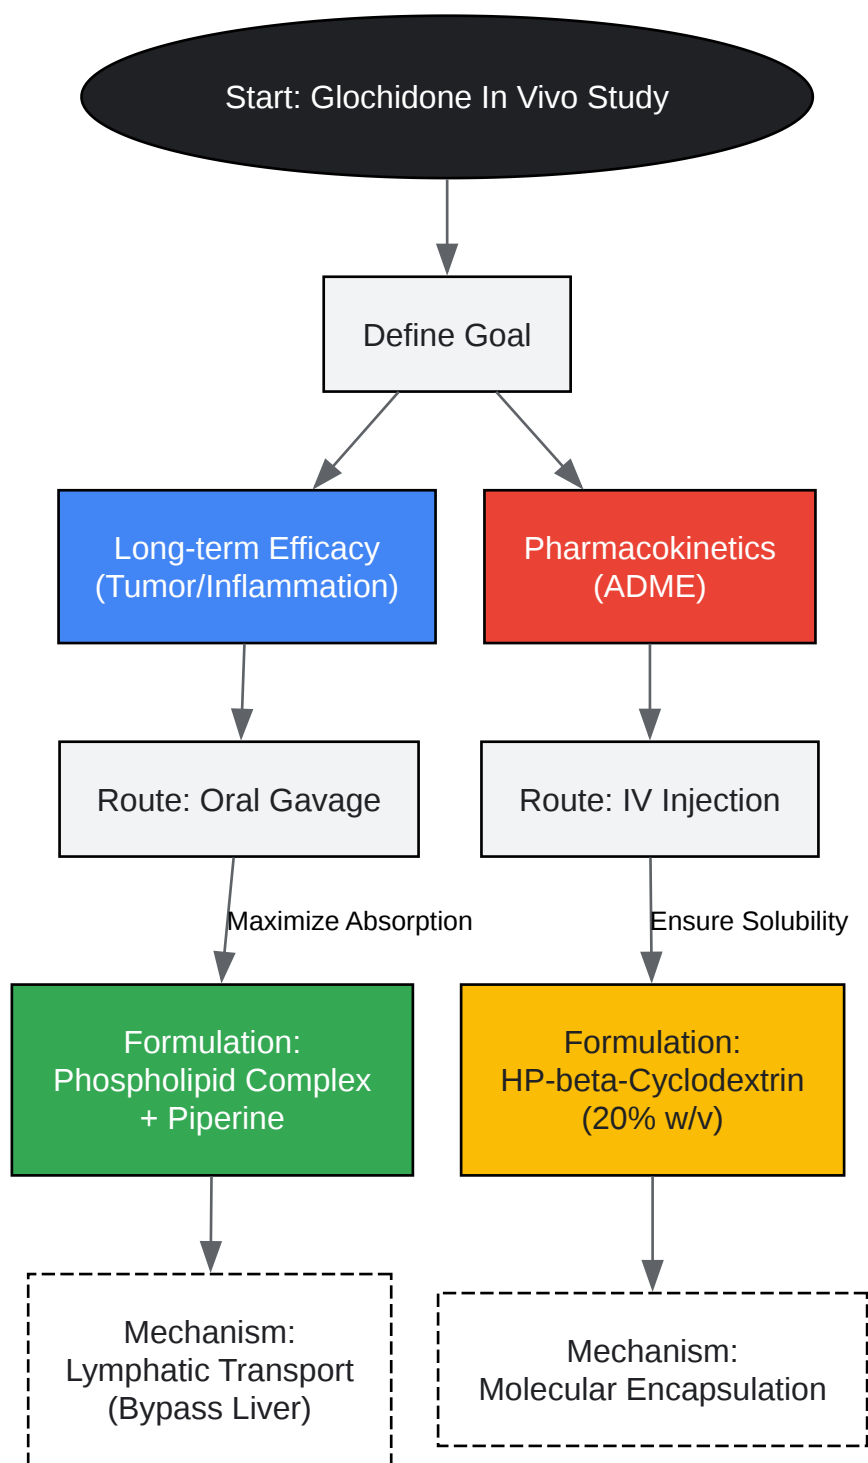 Start: Glochidone In Vivo Study
Define Goal
Long-term Efficacy
(Tumor/Inflammation)
Pharmacokinetics
(ADME)
Route: Oral Gavage
Route: IV Injection
Maximize Absorption
Ensure Solubility
Formulation:
Phospholipid Complex
+ Piperine
Formulation:
HP-beta-Cyclodextrin
(20% w/v)
Mechanism:
Lymphatic Transport
(Bypass Liver)
Mechanism:
Molecular Encapsulation